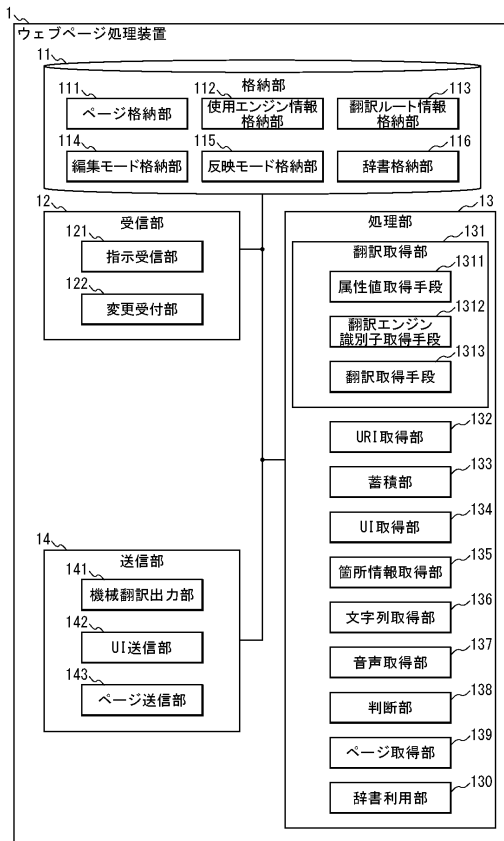 1
ウェブページ処理装置
11
格納部
111
ページ格納部
112
使用エンジン情報
格納部
113
翻訳ルート情報
格納部
114
編集モード格納部
115
反映モード格納部
116
辞書格納部
12
受信部
121
指示受信部
122
変更受付部
13
処理部
131
翻訳取得部
1311
属性値取得手段
1312
翻訳エンジン
識別子取得手段
1313
翻訳取得手段
132
URI取得部
133
蓄積部
134
UI取得部
135
箇所情報取得部
136
文字列取得部
137
音声取得部
138
判断部
139
ページ取得部
130
辞書利用部
14
送信部
141
機械翻訳出力部
142
UI送信部
143
ページ送信部